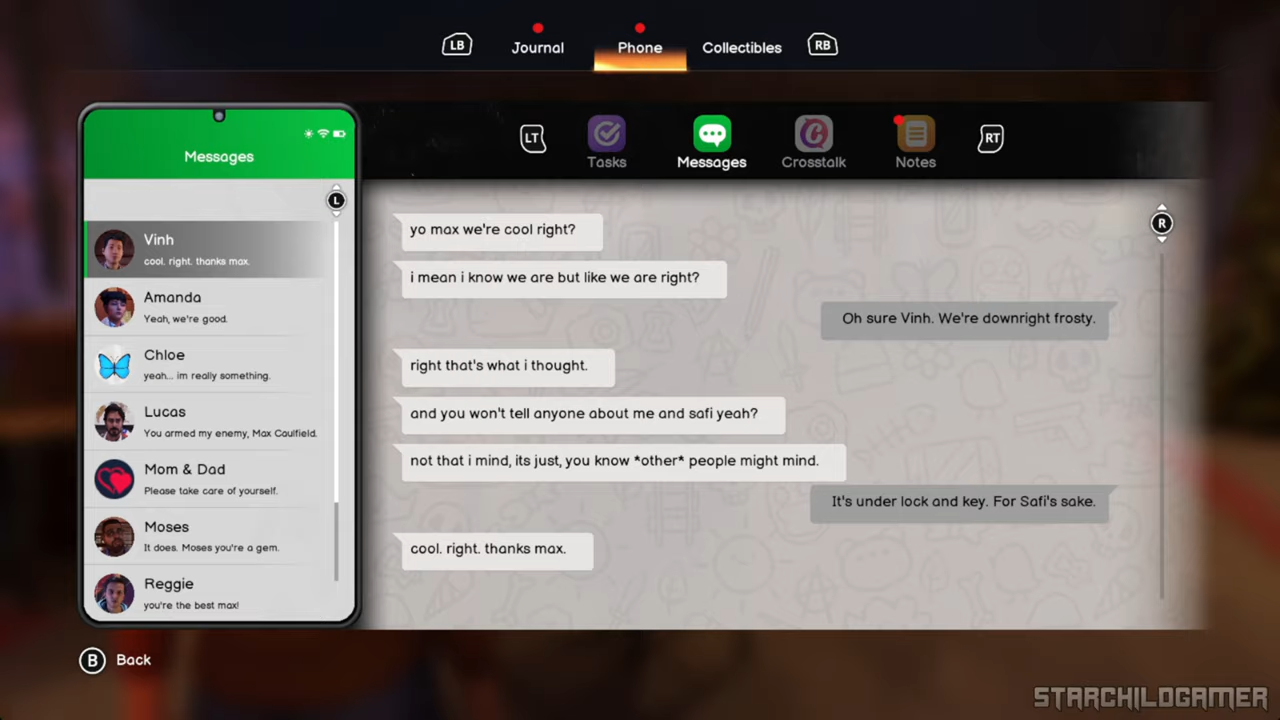 LB
Journal
Phone
Collectibles
RB
Messages
L
Vinh
cool. right. thanks max.
Amanda
Yeah, we're good.
Chloe
yeah... im really something.
Lucas
You armed my enemy, Max Caulfield.
Mom & Dad
Please take care of yourself.
Moses
It does. Moses you're a gem.
Reggie
you're the best max!
LT
Tasks
Messages
Crosstalk
Notes
RT
R
yo max we're cool right?
i mean i know we are but like we are right?
Oh sure Vinh. We're downright frosty.
right that's what i thought.
and you won't tell anyone about me and safi yeah?
not that i mind, its just, you know *other* people might mind.
It's under lock and key. For Safi's sake.
cool. right. thanks max.
B Back
STARCHILDGAMER